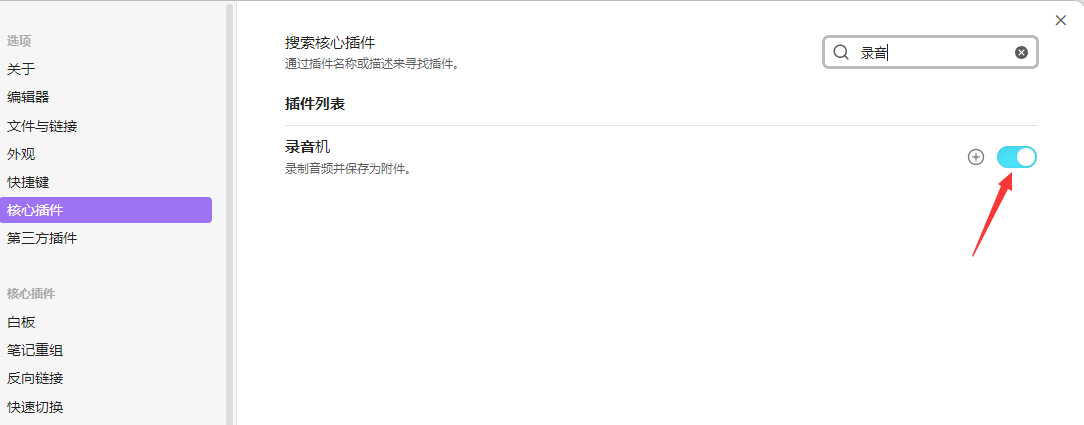 选项
关于
编辑器
文件与链接
外观
快捷键
核心插件
第三方插件
核心插件
白板
笔记重组
反向链接
快速切换
搜索核心插件
通过插件名称或描述来寻找插件。
录音
插件列表
录音机
录制音频并保存为附件。